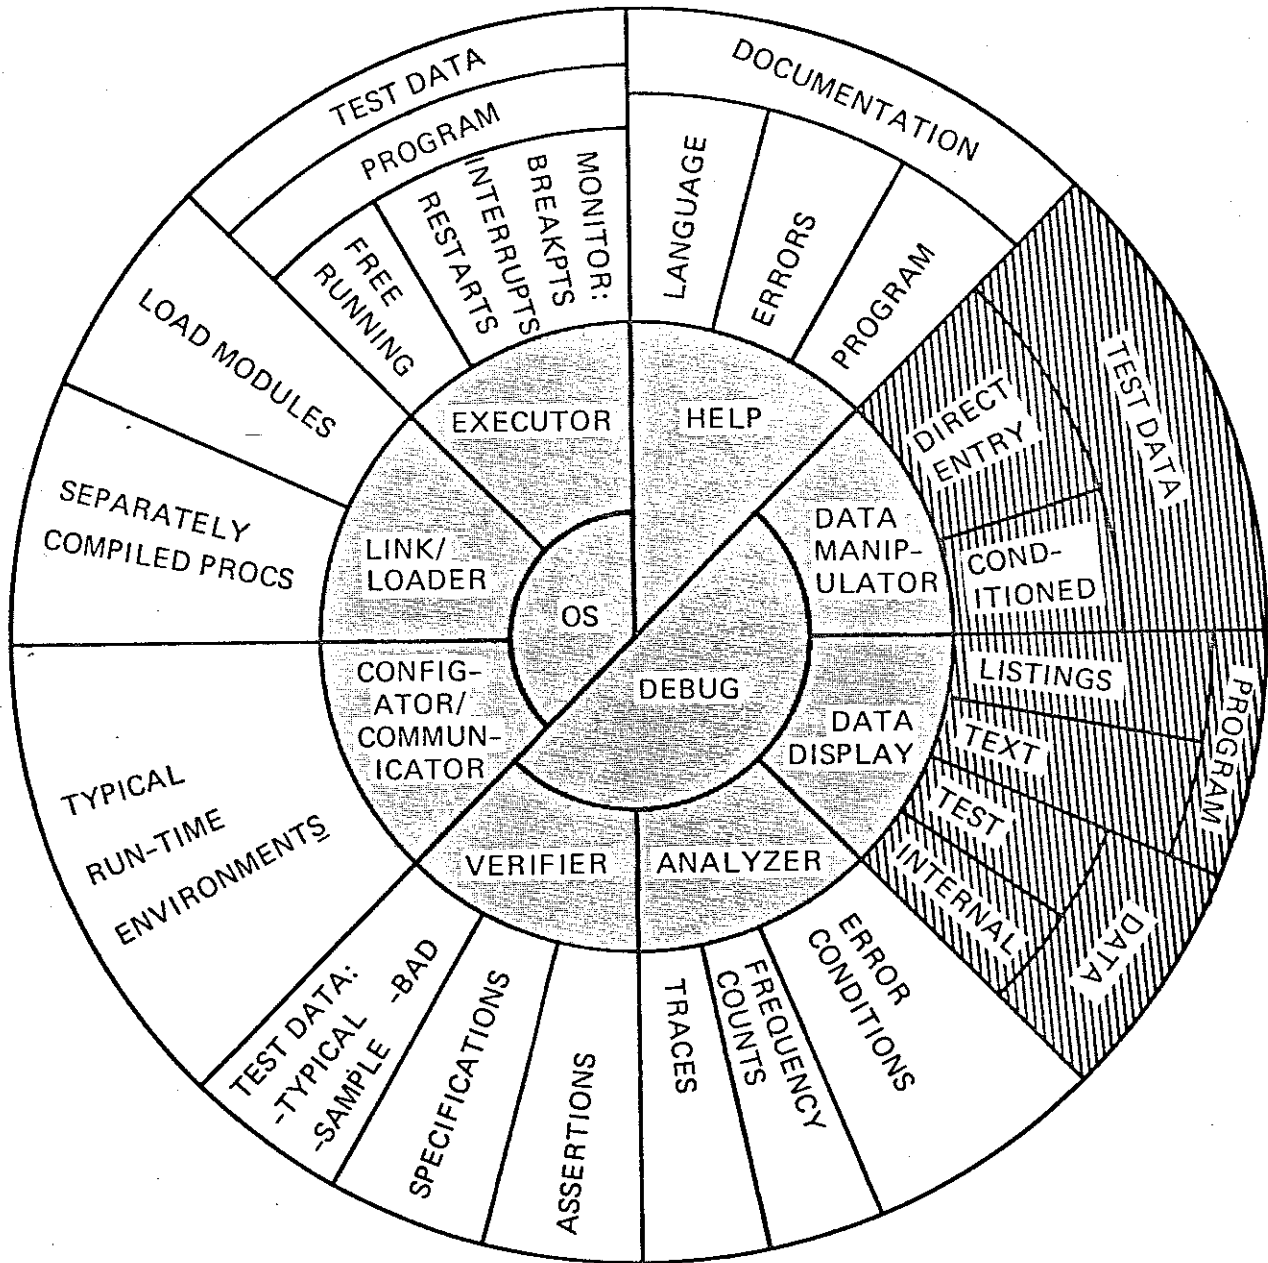 TEST DATA
PROGRAM
FREE
RUNNING
MONITOR:
BREAKPTS
INTERRUPTS
RESTARTS
DOCUMENTATION
LANGUAGE
ERRORS
PROGRAM
TEST DATA
DIRECT
ENTRY
COND-
ITIONED
LISTINGS
TEXT
PROGRAM
TEST
INTERNAL
DATA
ERROR
CONDITIONS
FREQUENCY
COUNTS
TRACES
ASSERTIONS
SPECIFICATIONS
TEST DATA:
-TYPICAL -BAD
-SAMPLE
TYPICAL
RUN-TIME
ENVIRONMENTS
SEPARATELY
COMPILED PROCS
LOAD MODULES
EXECUTOR
HELP
DATA
MANIP-
ULATOR
DATA
DISPLAY
ANALYZER
VERIFIER
CONFIG-
ATOR/
COMMUN-
ICATOR
LINK/
LOADER
OS
DEBUG